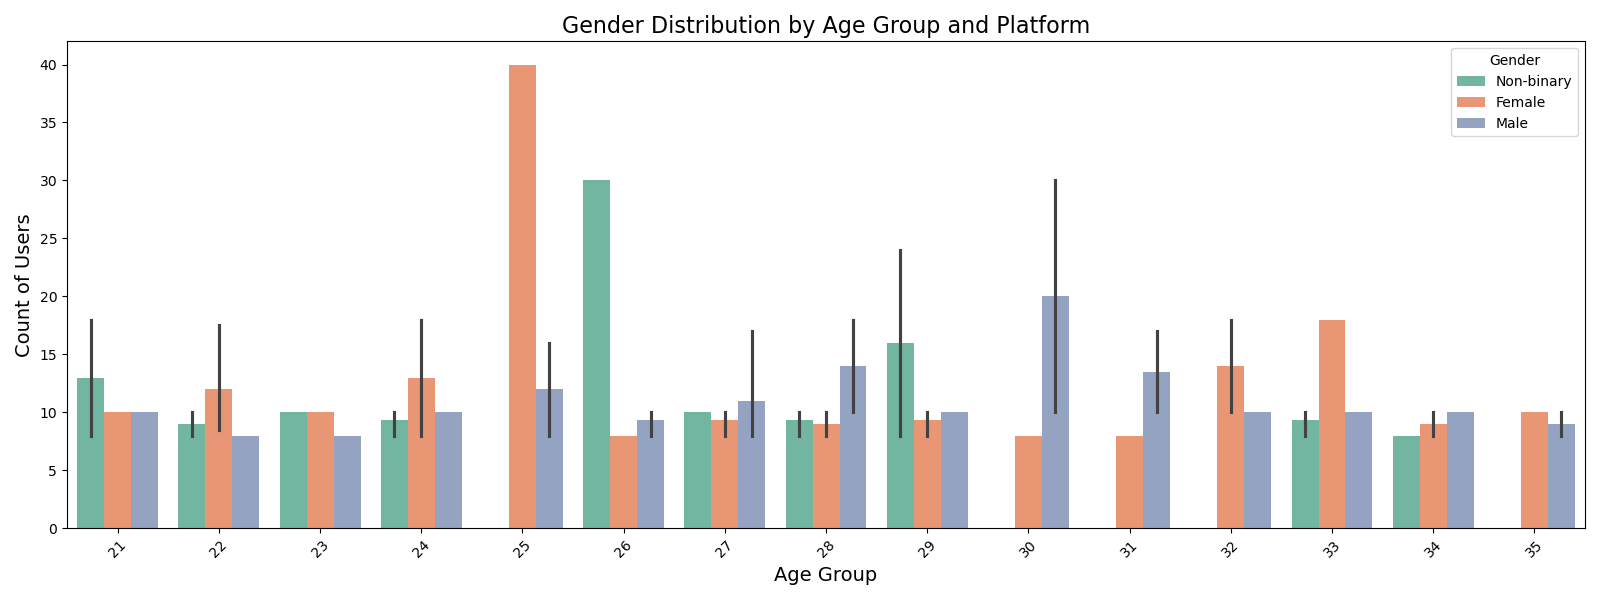 Gender Distribution by Age Group and Platform
Count of Users
40
35
30
25
20
15
10
5
0
Gender
Non-binary
Female
Male
21 22 23 24 25 26 27 28 29 30 31 32 33 34 35
Age Group